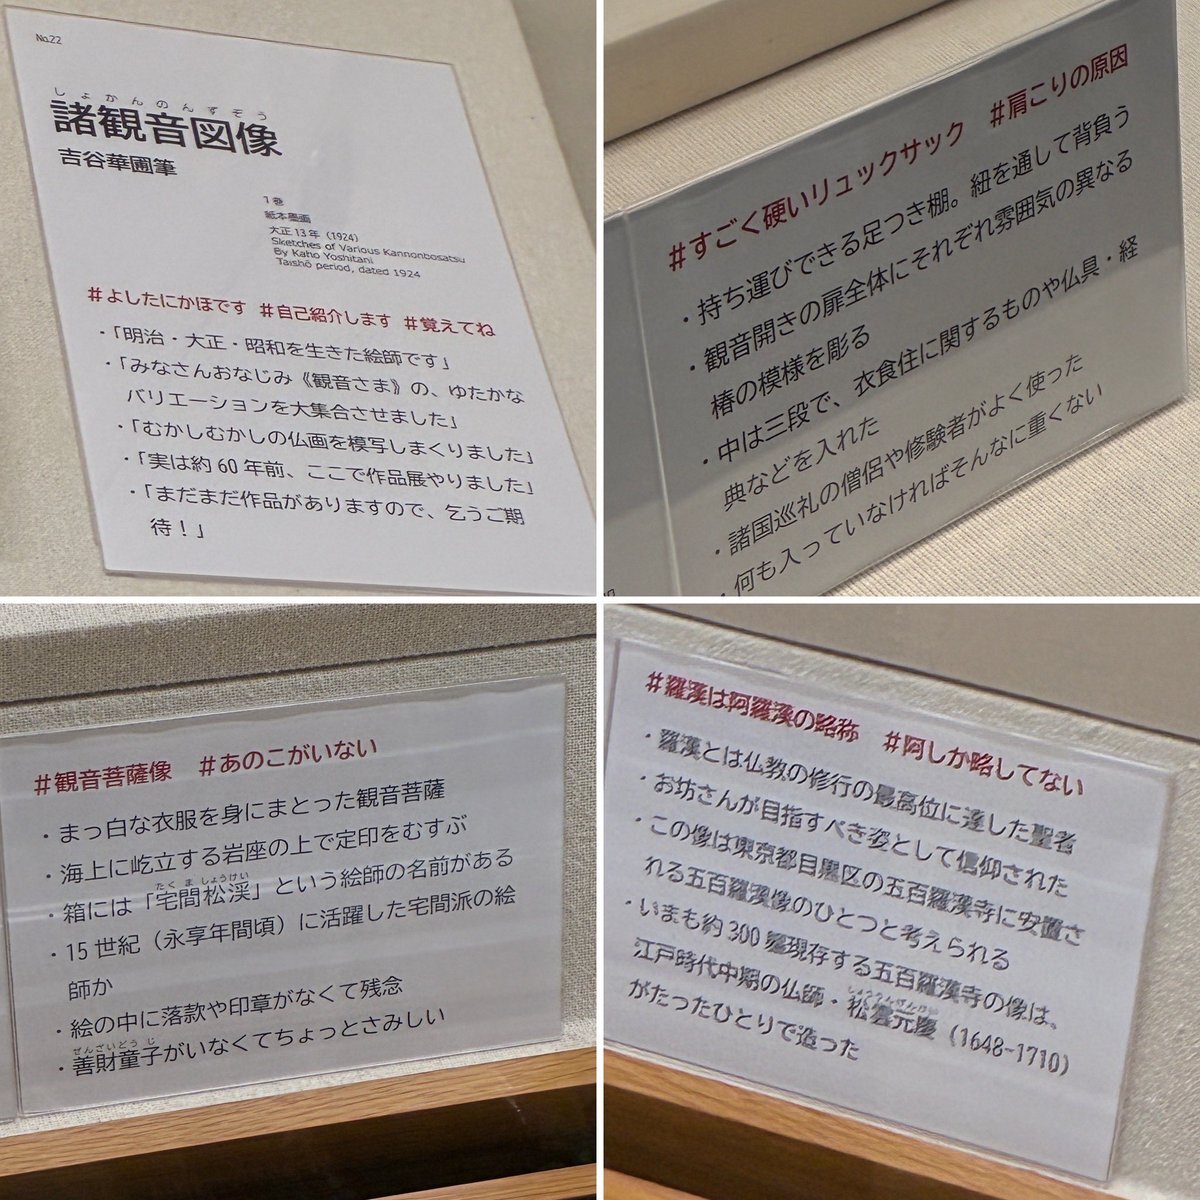 No.22
しょかんのんずぞう
諸観音図像
吉谷華圃筆
1巻
紙本墨画
大正13年（1924）
Sketches of Various Kannonbosatsu
By Kaho Yoshitani
Taishō period, dated 1924
#よしたにかほです #自己紹介します #覚えてね
・「明治・大正・昭和を生きた絵師です」
・「みなさんおなじみ《観音さま》の、ゆたかな
バリエーションを大集合させました」
・「むかしむかしの仏画を模写しまくりました」
・「実は約60年前、ここで作品展やりました」
・「まだまだ作品がありますので、乞うご期
待！」
#すごく硬いリュックサック #肩こりの原因
・持ち運びできる足つき棚。紐を通して背負う
・観音開きの扉全体にそれぞれ雰囲気の異なる
椿の模様を彫る
・中は三段で、衣食住に関するものや仏具・経
典などを入れた
・諸国巡礼の僧侶や修験者がよく使った
・何も入っていなければそんなに重くない
#観音菩薩像 #あのこがいない
・まっ白な衣服を身にまとった観音菩薩
・海上に屹立する岩座の上で定印をむすぶ
たくま しょうけい
・箱には「宅間松渓」という絵師の名前がある
・15世紀（永享年間頃）に活躍した宅間派の絵
師か
・絵の中に落款や印章がなくて残念
ぜんざいどうじ
・善財童子がいなくてちょっとさみしい
#羅漢は阿羅漢の略称 #阿しか略してない
・羅漢とは仏教の修行の最高位に達した聖者
・お坊さんが目指すべき姿として信仰された
・この像は東京都目黒区の五百羅漢寺に安置さ
れる五百羅漢像のひとつと考えられる
・いまも約300軀現存する五百羅漢寺の像は、
江戸時代中期の仏師・松雲元慶（1648-1710）
しょううんげんけい
がたったひとりで造った